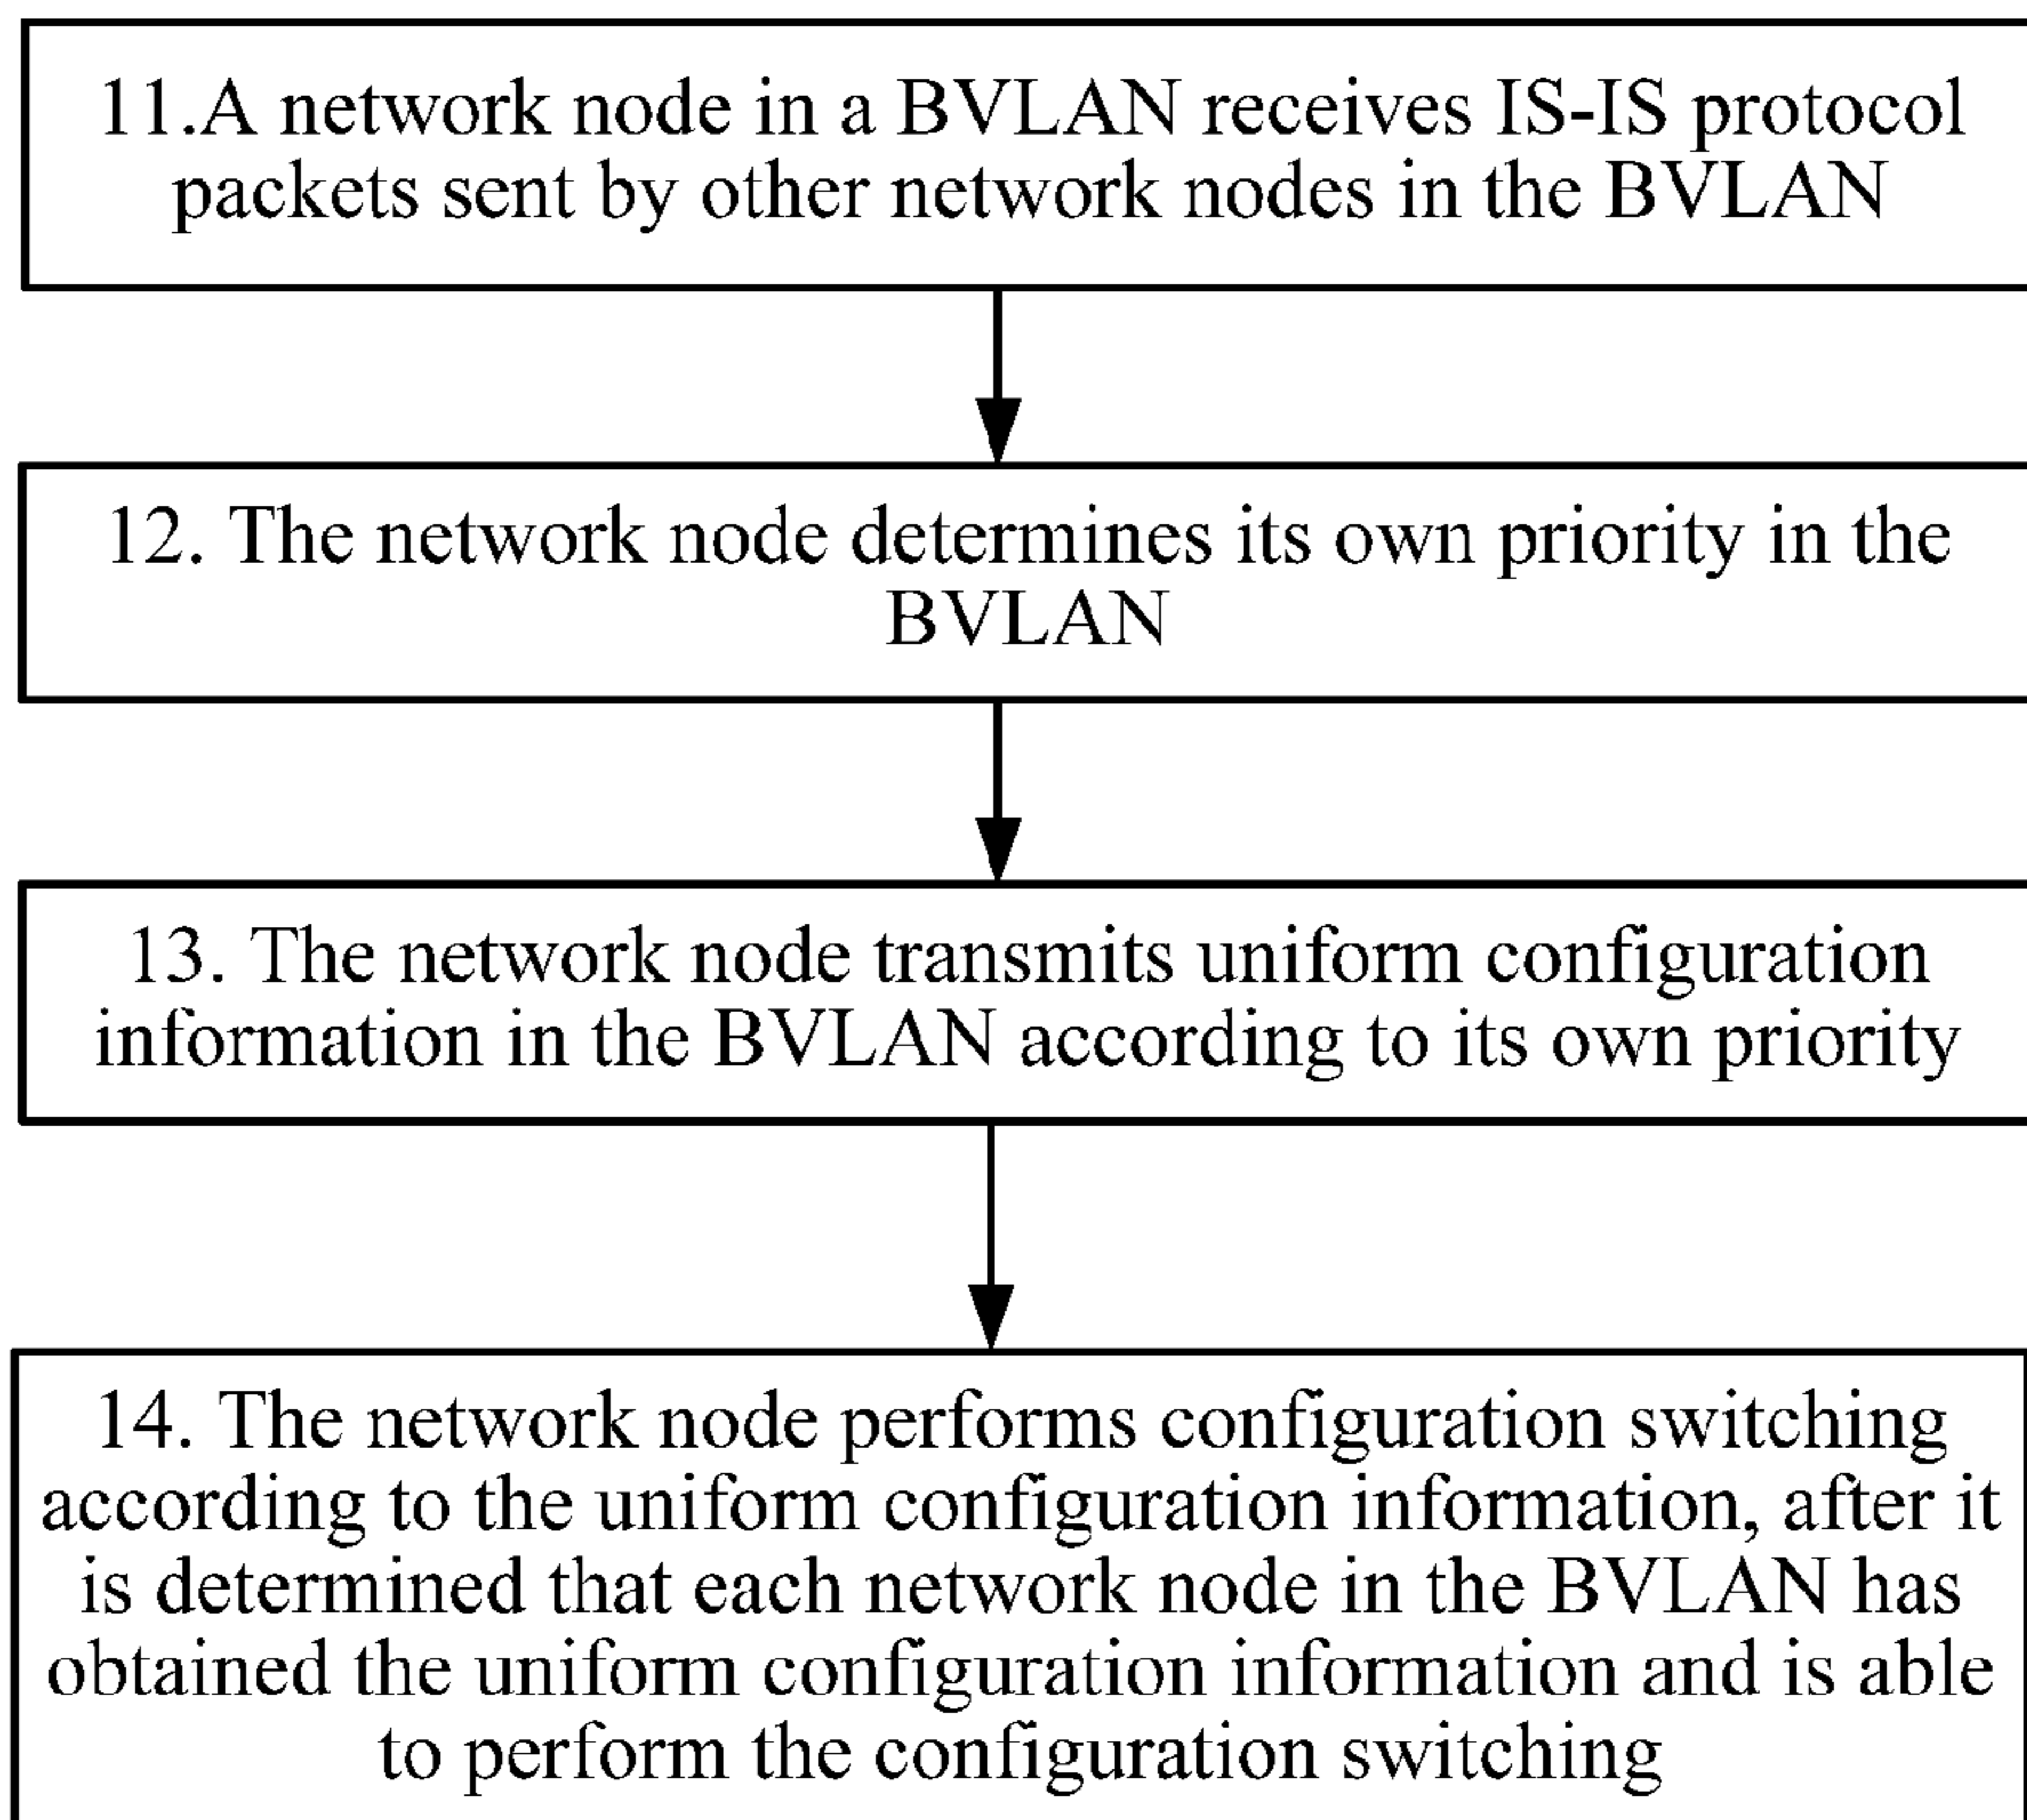 11.A network node in a BVLAN receives IS-IS protocol
packets sent by other network nodes in the BVLAN
12. The network node determines its own priority in the
BVLAN
13. The network node transmits uniform configuration
information in the BVLAN according to its own priority
14. The network node performs configuration switching
according to the uniform configuration information, after it
is determined that each network node in the BVLAN has
obtained the uniform configuration information and is able
to perform the configuration switching